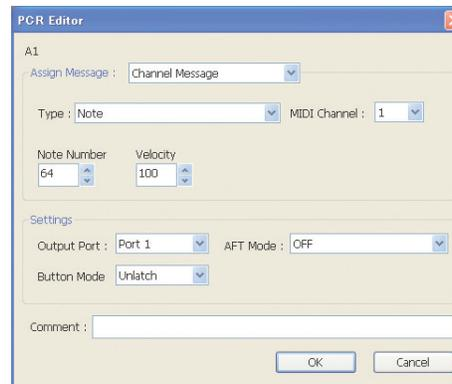 PCR Editor
A1
Assign Message : Channel Message
Type : Note MIDI Channel : 1
Note Number Velocity
64 100
Settings
Output Port : Port 1 AFT Mode : OFF
Button Mode Unlatch
Comment :
OK Cancel